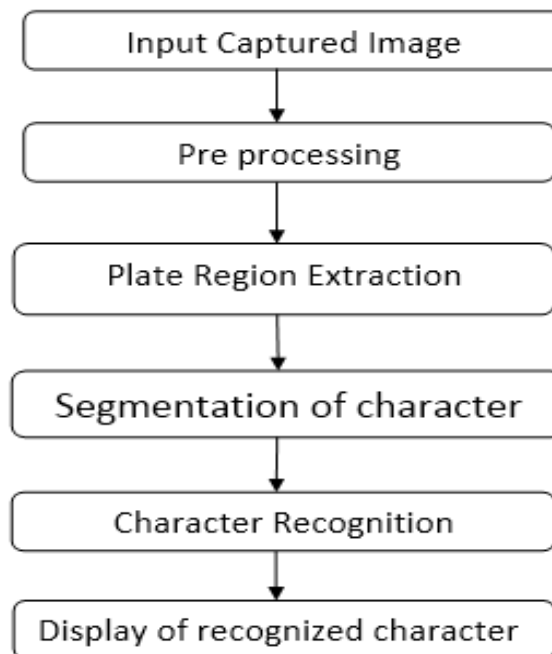 Input Captured Image
Pre processing
Plate Region Extraction
Segmentation of character
Character Recognition
Display of recognized character